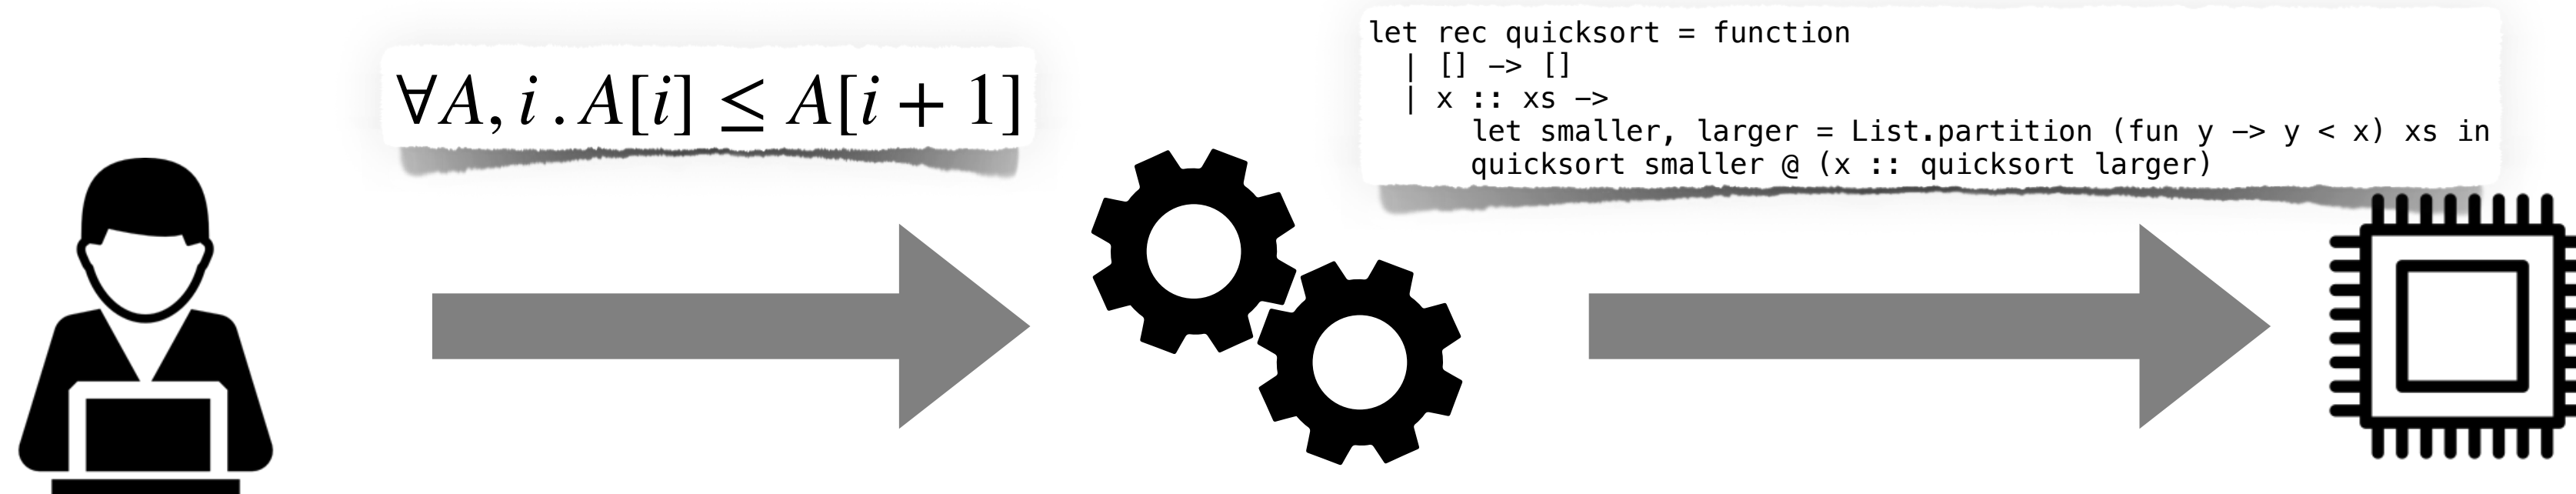 ∀A, i . A[i] ≤ A[i + 1]
let rec quicksort = function
  | [] -> []
  | x :: xs ->
      let smaller, larger = List.partition (fun y -> y < x) xs in
      quicksort smaller @ (x :: quicksort larger)